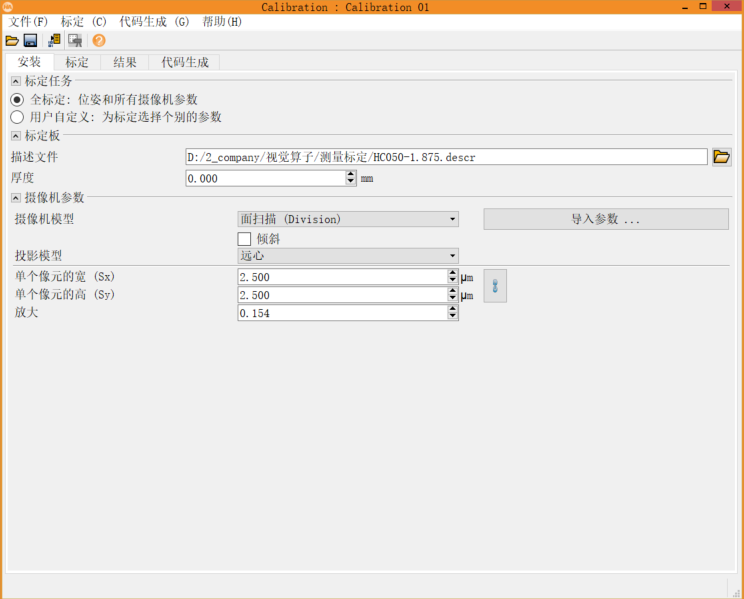 Calibration : Calibration 01
文件(F) 标定 (C) 代码生成 (G) 帮助(H)
安装 标定 结果 代码生成
标定任务
全标定: 位姿和所有摄像机参数
用户自定义: 为标定选择个别的参数
标定板
描述文件 D:/2_company/视觉算子/测量标定/HC050-1.875.descr
厚度 0.000 mm
摄像机参数
摄像机模型 面扫描 (Division) 导入参数 ...
倾斜
投影模型 远心
单个像元的宽 (Sx) 2.500 μm
单个像元的高 (Sy) 2.500 μm
放大 0.154